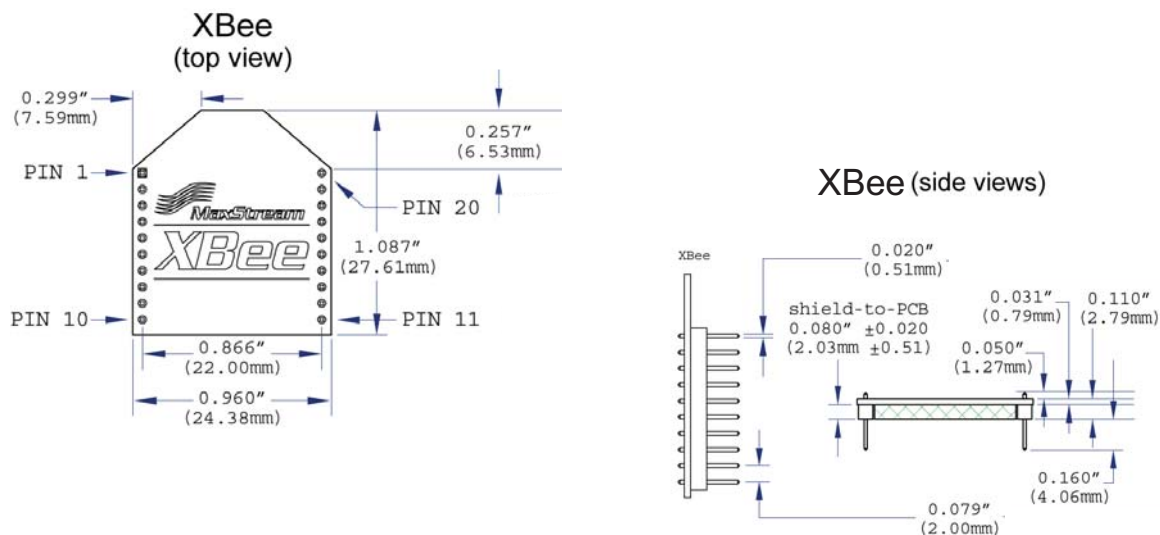 XBee
(top view)
0.299″
(7.59mm)
0.257″
(6.53mm)
PIN 1
PIN 20
MaxStream
XBee
1.087″
(27.61mm)
PIN 10
PIN 11
0.866″
(22.00mm)
0.960″
(24.38mm)
XBee (side views)
XBee
0.020″
(0.51mm)
shield-to-PCB
0.080″ ±0.020
(2.03mm ±0.51)
0.031″
(0.79mm)
0.110″
(2.79mm)
0.050″
(1.27mm)
0.160″
(4.06mm)
0.079″
(2.00mm)